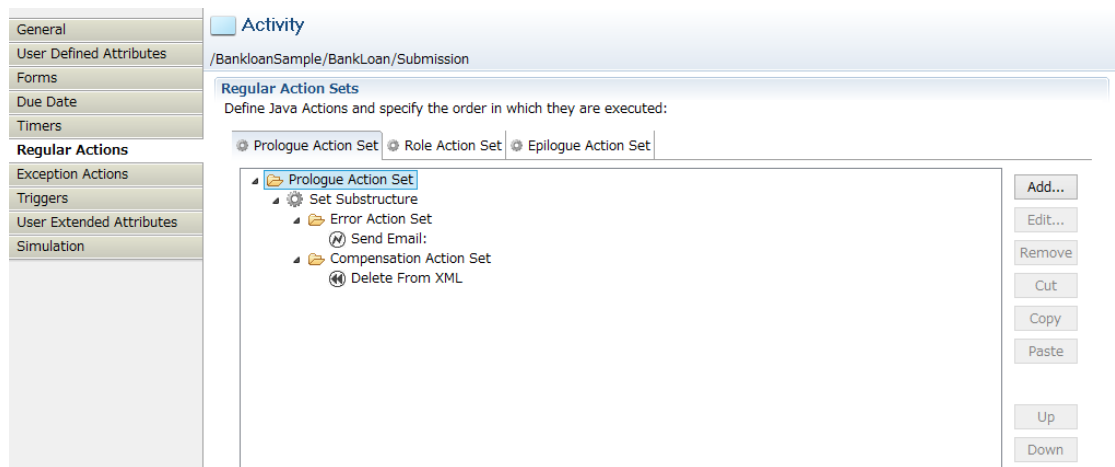 General
User Defined Attributes
Forms
Due Date
Timers
Regular Actions
Exception Actions
Triggers
User Extended Attributes
Simulation
Activity
/BankloanSample/BankLoan/Submission
Regular Action Sets
Define Java Actions and specify the order in which they are executed:
Prologue Action Set Role Action Set Epilogue Action Set
Prologue Action Set
Set Substructure
Error Action Set
Send Email:
Compensation Action Set
Delete From XML
Add...
Edit...
Remove
Cut
Copy
Paste
Up
Down